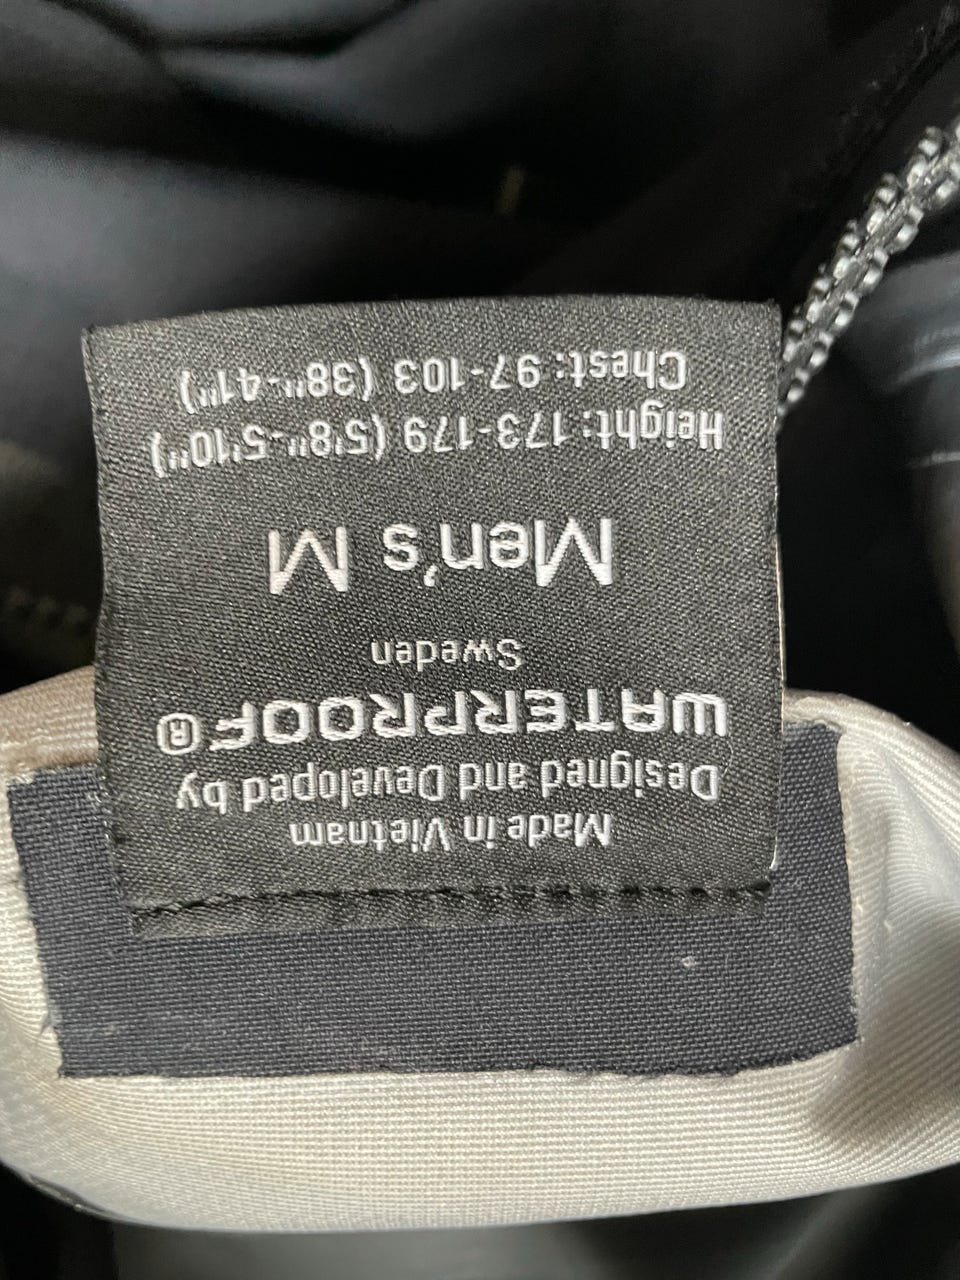 Made in Vietnam
Designed and Developed by
WATERPROOF®
Sweden
Men's M
Height: 173-179 (5'8"-5'10")
Chest: 97-103 (38"-41")